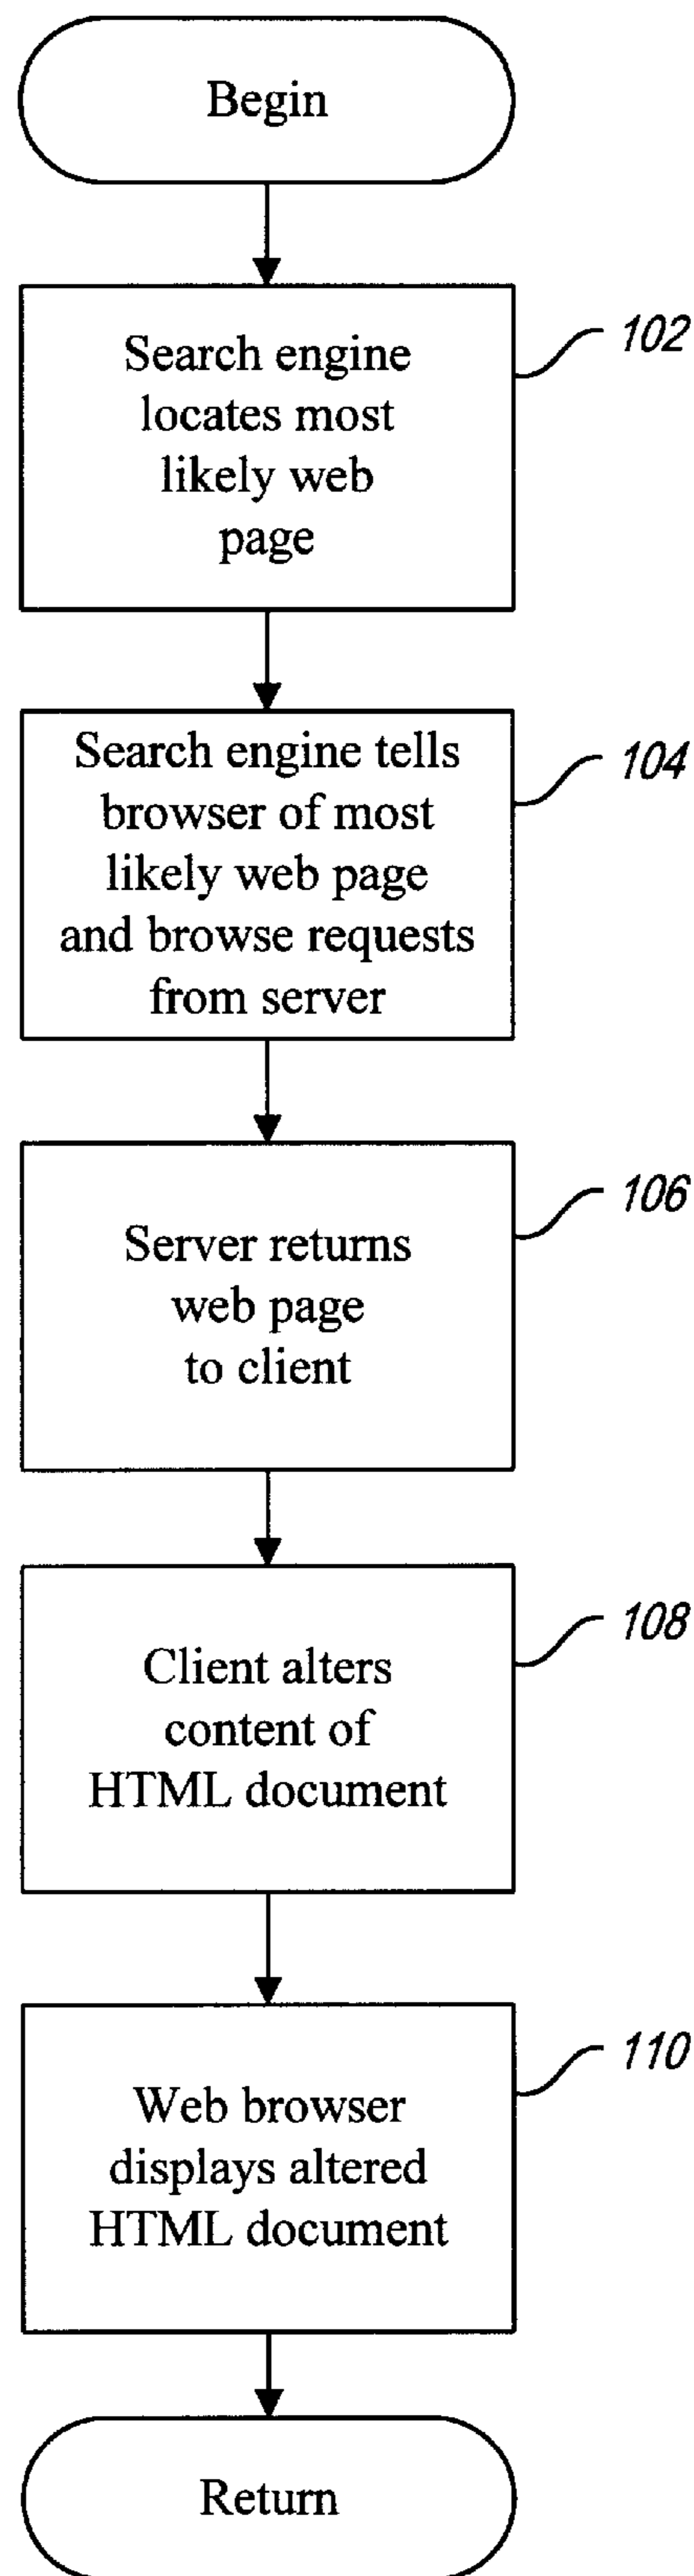 Begin
Search engine
locates most
likely web
page
102
Search engine tells
browser of most
likely web page
and browse requests
from server
104
Server returns
web page
to client
106
Client alters
content of
HTML document
108
Web browser
displays altered
HTML document
110
Return